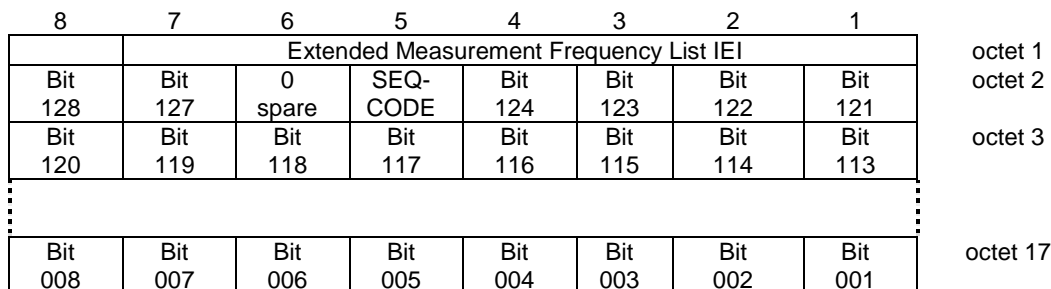 8 7 6 5 4 3 2 1
Extended Measurement Frequency List IEI octet 1
Bit Bit 0 SEQ- Bit Bit Bit Bit octet 2
128 127 spare CODE 124 123 122 121
Bit Bit Bit Bit Bit Bit Bit Bit octet 3
120 119 118 117 116 115 114 113
Bit Bit Bit Bit Bit Bit Bit Bit octet 17
008 007 006 005 004 003 002 001